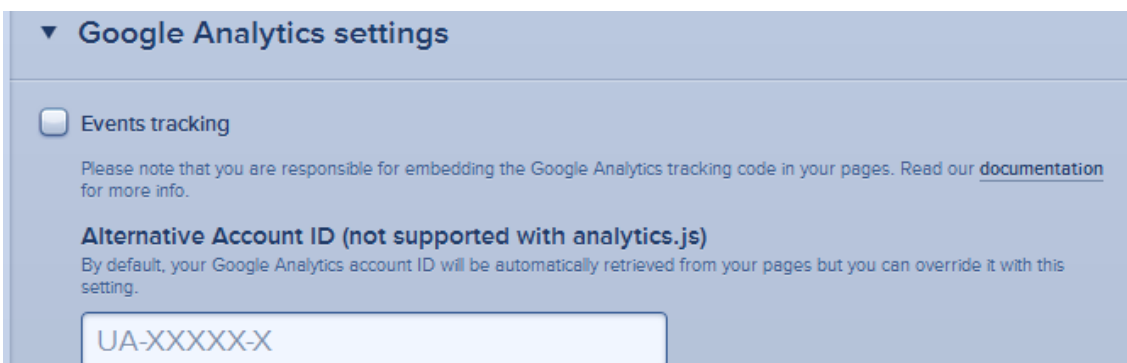 Google Analytics settings
Events tracking
Please note that you are responsible for embedding the Google Analytics tracking code in your pages. Read our documentation
for more info.
Alternative Account ID (not supported with analytics.js)
By default, your Google Analytics account ID will be automatically retrieved from your pages but you can override it with this
setting.
UA-XXXXX-X